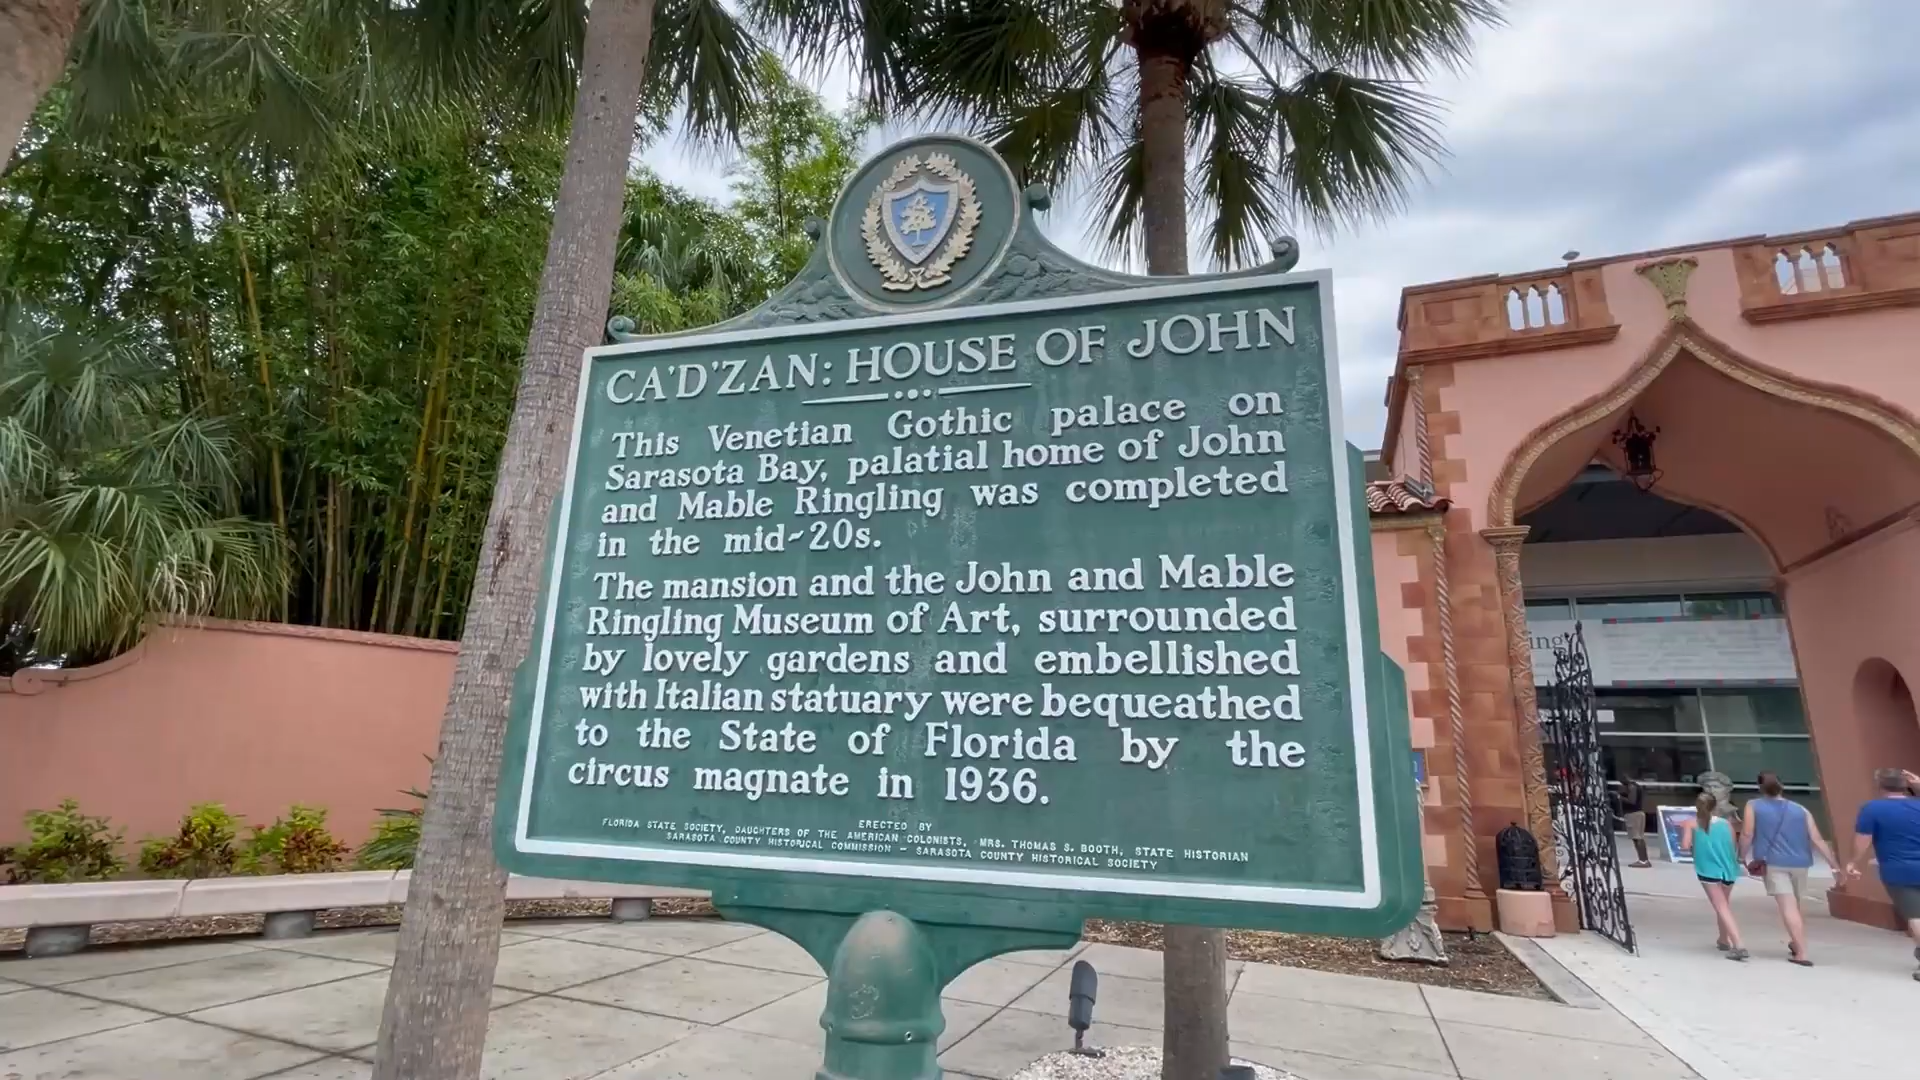 CA'D'ZAN: HOUSE OF JOHN
This Venetian Gothic palace on
Sarasota Bay, palatial home of John
and Mable Ringling was completed
in the mid-20s.
The mansion and the John and Mable
Ringling Museum of Art, surrounded
by lovely gardens and embellished
with Italian statuary were bequeathed
to the State of Florida by the
circus magnate in 1936.
ERECTED BY
FLORIDA STATE SOCIETY, DAUGHTERS OF THE AMERICAN COLONISTS, MRS. THOMAS S. BOOTH, STATE HISTORIAN
SARASOTA COUNTY HISTORICAL COMMISSION - SARASOTA COUNTY HISTORICAL SOCIETY